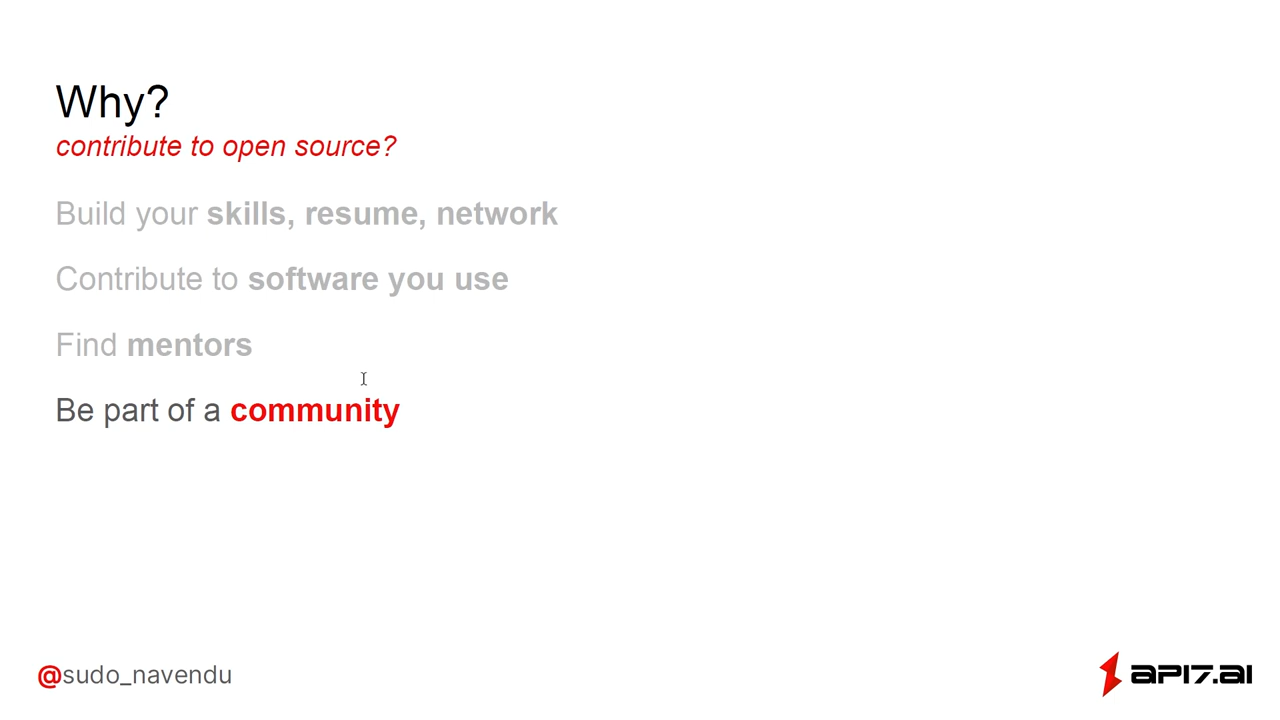 Why?
contribute to open source?
Build your skills, resume, network
Contribute to software you use
Find mentors
Be part of a community
@sudo_navendu
API7.AI